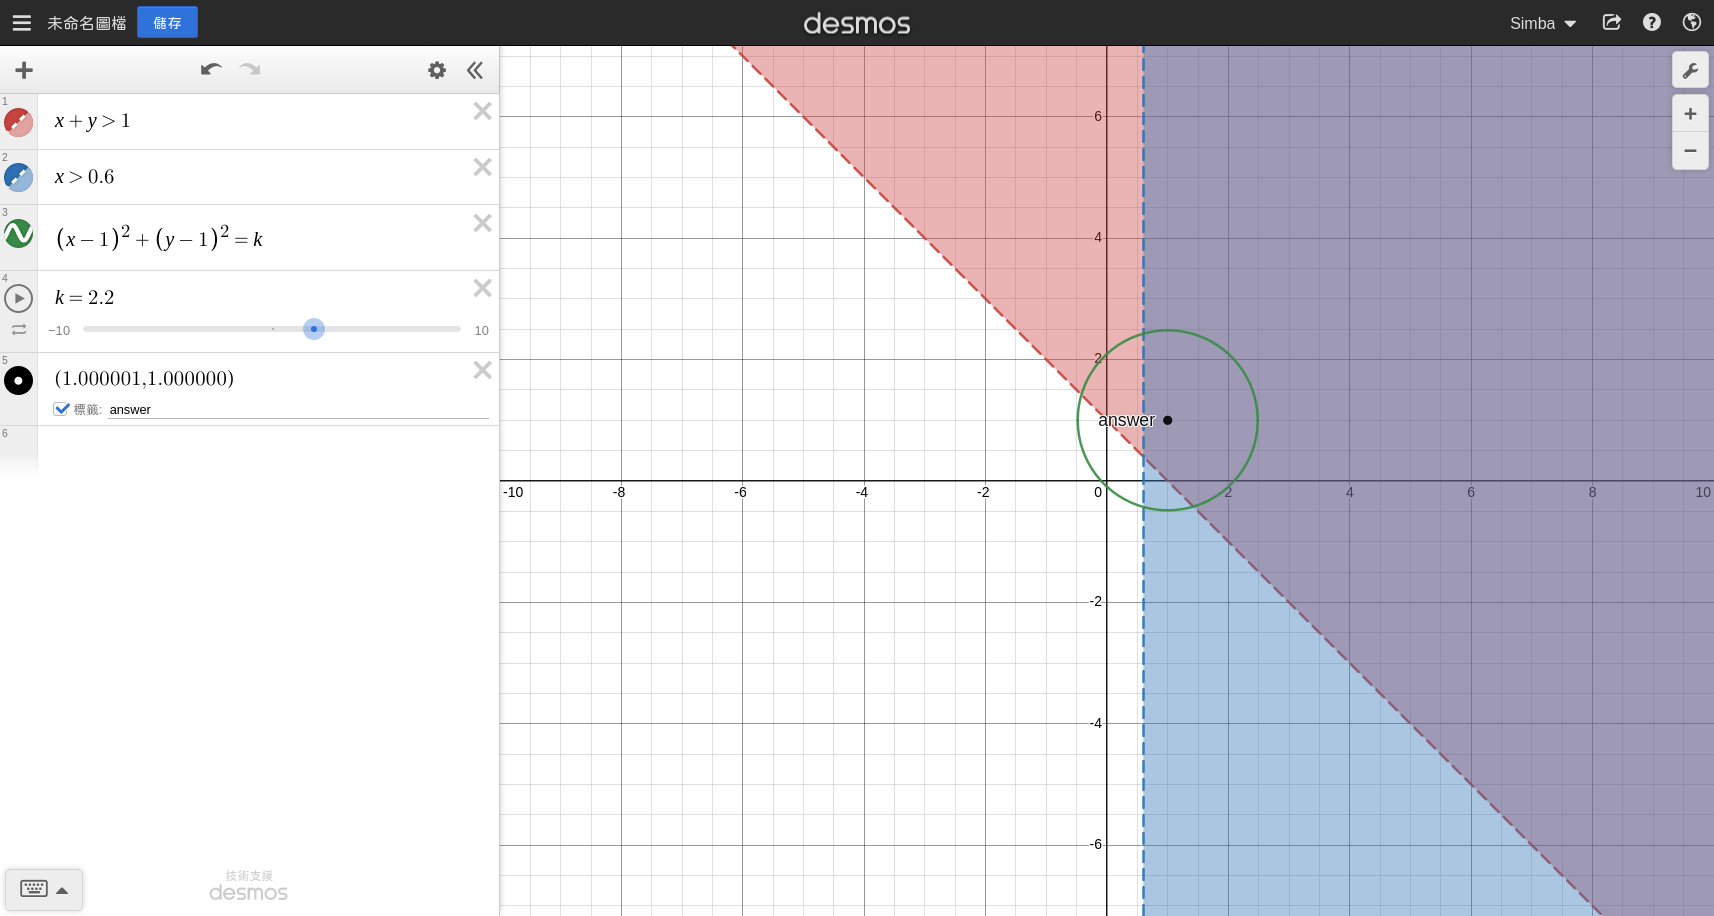 未命名圖檔 儲存 desmos Simba
1
x + y > 1
2
x > 0.6
3
(x − 1)² + (y − 1)² = k
4
k = 2.2
−10 10
5
(1.000001,1.000000)
標籤: answer
6
技術支援
desmos
6
4
2
answer
-10 -8 -6 -4 -2 0 2 4 6 8 10
-2
-4
-6